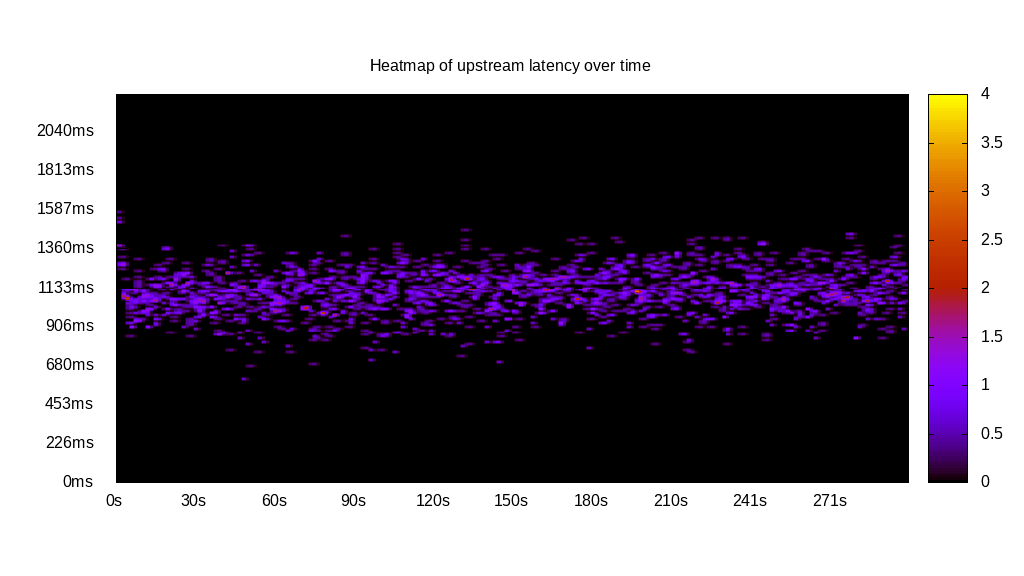 Heatmap of upstream latency over time
2040ms
1813ms
1587ms
1360ms
1133ms
906ms
680ms
453ms
226ms
0ms
0s 30s 60s 90s 120s 150s 180s 210s 241s 271s
4
3.5
3
2.5
2
1.5
1
0.5
0